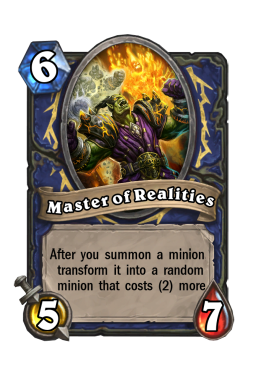 6
Master of Realities
After you summon a minion
transform it into a random
minion that costs (2) more
5
7